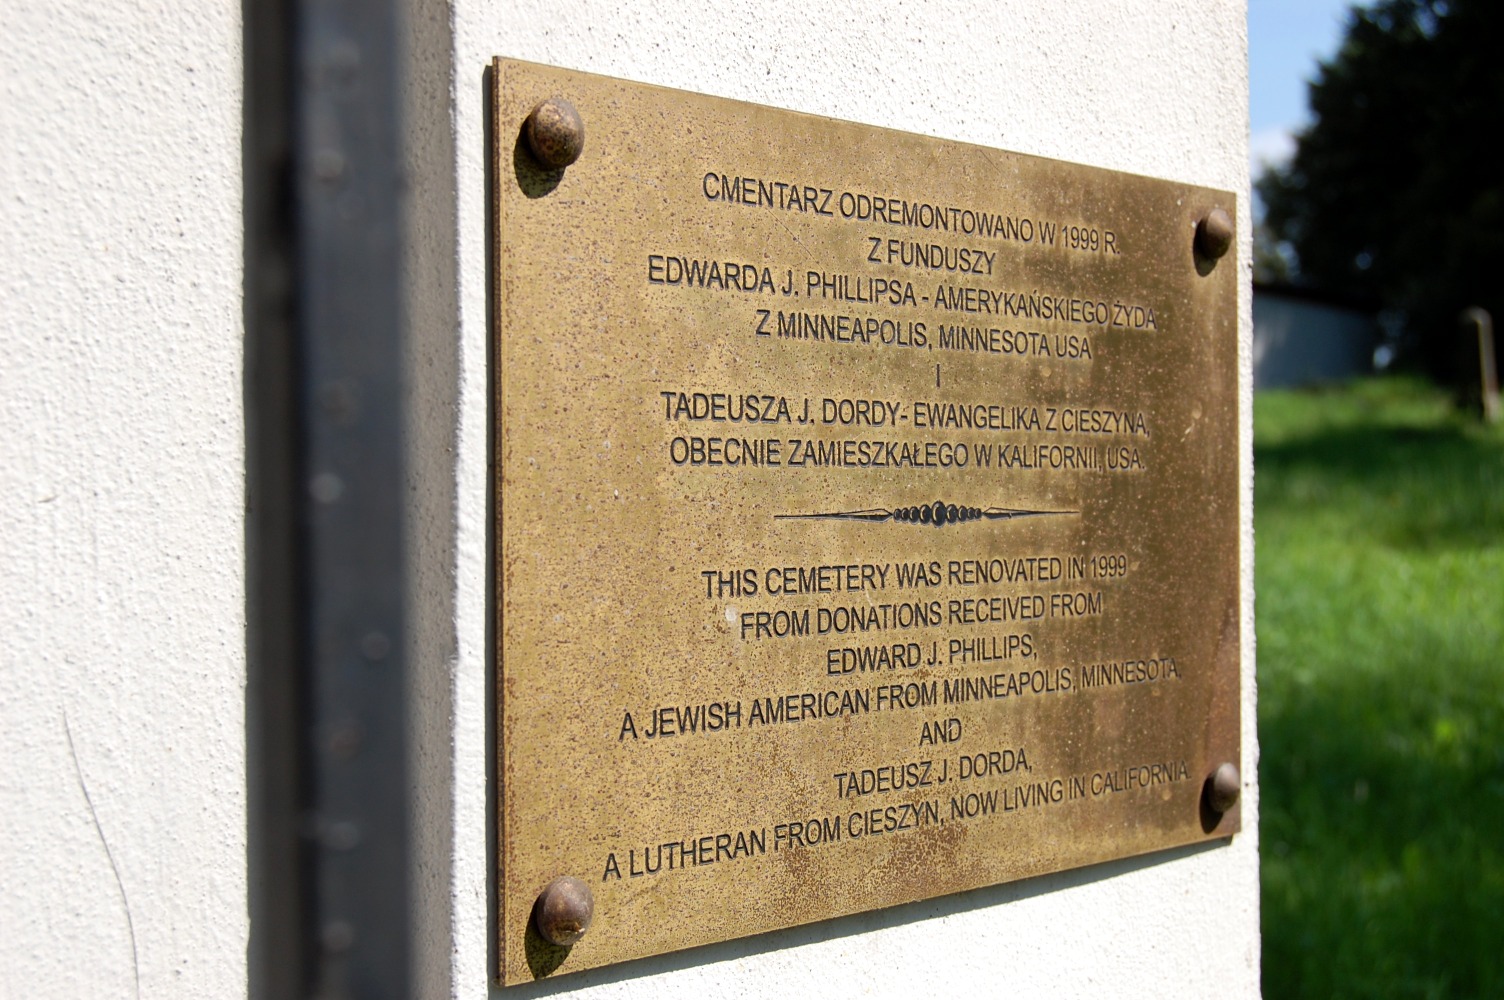 CMENTARZ ODREMONTOWANO W 1999 R.
Z FUNDUSZY
EDWARDA J. PHILLIPSA - AMERYKAŃSKIEGO ŻYDA
Z MINNEAPOLIS, MINNESOTA USA
I
TADEUSZA J. DORDY- EWANGELIKA Z CIESZYNA,
OBECNIE ZAMIESZKAŁEGO W KALIFORNII, USA.
THIS CEMETERY WAS RENOVATED IN 1999
FROM DONATIONS RECEIVED FROM
EDWARD J. PHILLIPS,
A JEWISH AMERICAN FROM MINNEAPOLIS, MINNESOTA,
AND
TADEUSZ J. DORDA,
A LUTHERAN FROM CIESZYN, NOW LIVING IN CALIFORNIA.